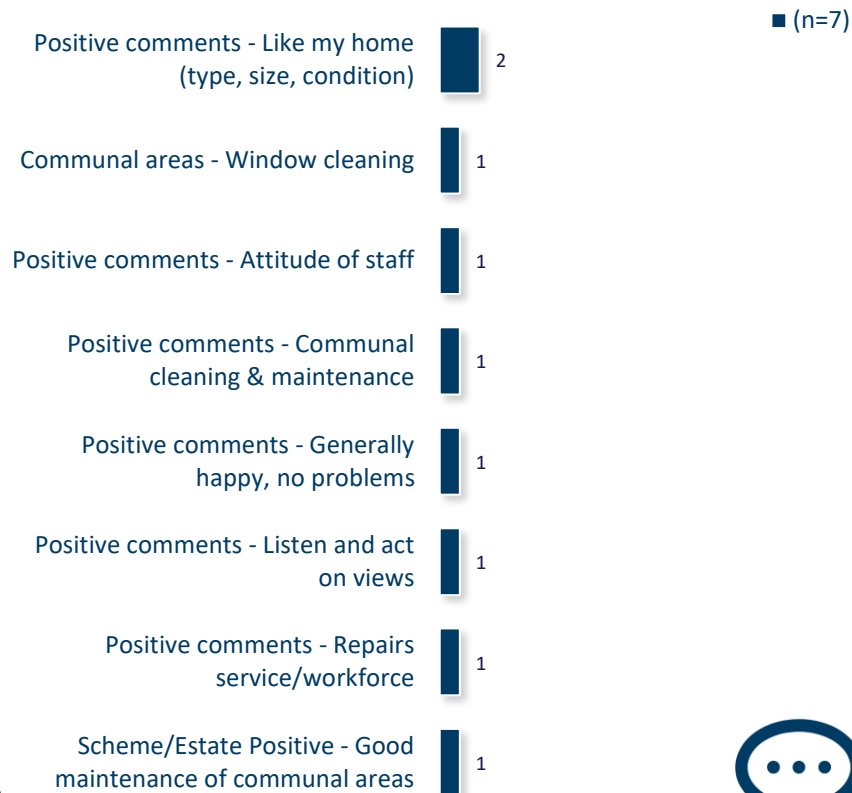 (n=7)
Positive comments - Like my home
(type, size, condition)
2
Communal areas - Window cleaning
1
Positive comments - Attitude of staff
1
Positive comments - Communal
cleaning & maintenance
1
Positive comments - Generally
happy, no problems
1
Positive comments - Listen and act
on views
1
Positive comments - Repairs
service/workforce
1
Scheme/Estate Positive - Good
maintenance of communal areas
1